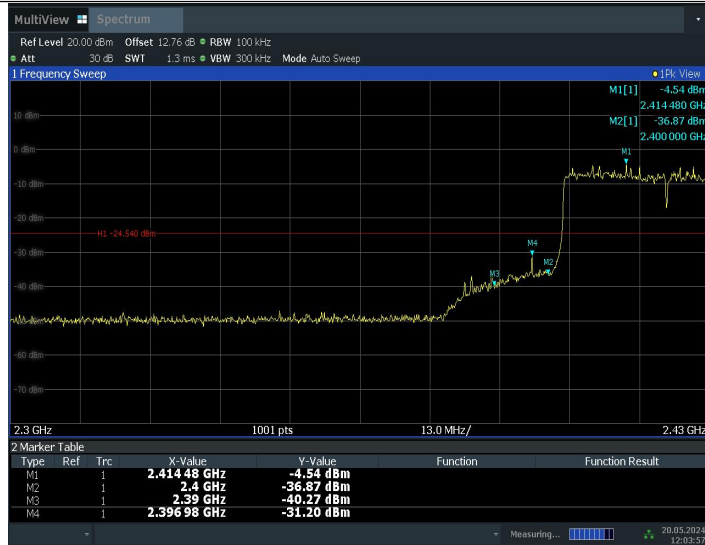 MultiView Spectrum
Ref Level 20.00 dBm Offset 12.76 dB RBW 100 kHz
Att 30 dB SWT 1.3 ms VBW 300 kHz Mode Auto Sweep
1 Frequency Sweep 1Pk View
M1[1] -4.54 dBm
2.414 480 GHz
M2[1] -36.87 dBm
2.400 000 GHz
10 dBm
0 dBm
M1
-10 dBm
-20 dBm
H1 -24.540 dBm
M4
-30 dBm
M2
M3
-40 dBm
-60 dBm
-70 dBm
2.3 GHz 1001 pts 13.0 MHz/ 2.43 GHz
2 Marker Table
Type Ref Trc X-Value Y-Value Function Function Result
M1 1 2.414 48 GHz -4.54 dBm
M2 1 2.4 GHz -36.87 dBm
M3 1 2.39 GHz -40.27 dBm
M4 1 2.396 98 GHz -31.20 dBm
Measuring... 20.05.2024
12:03:57